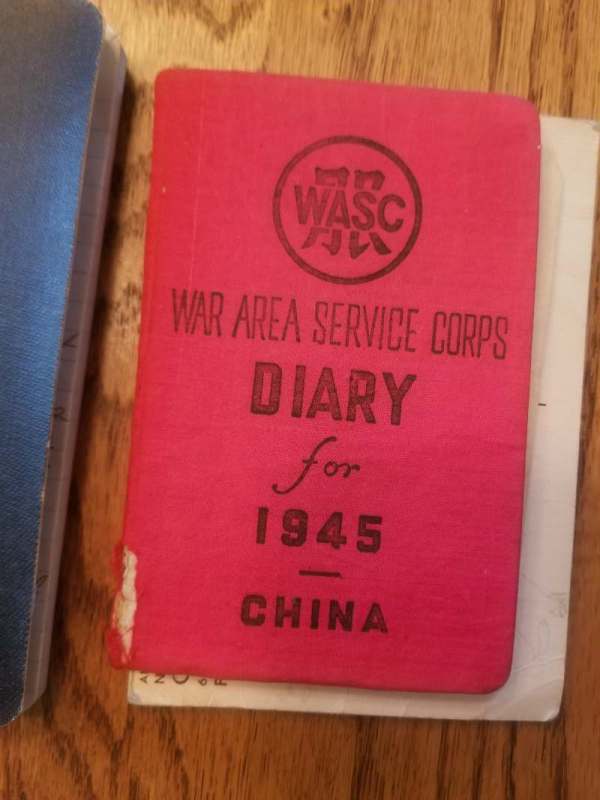 WASC
WAR AREA SERVICE CORPS
DIARY
for
1945
CHINA